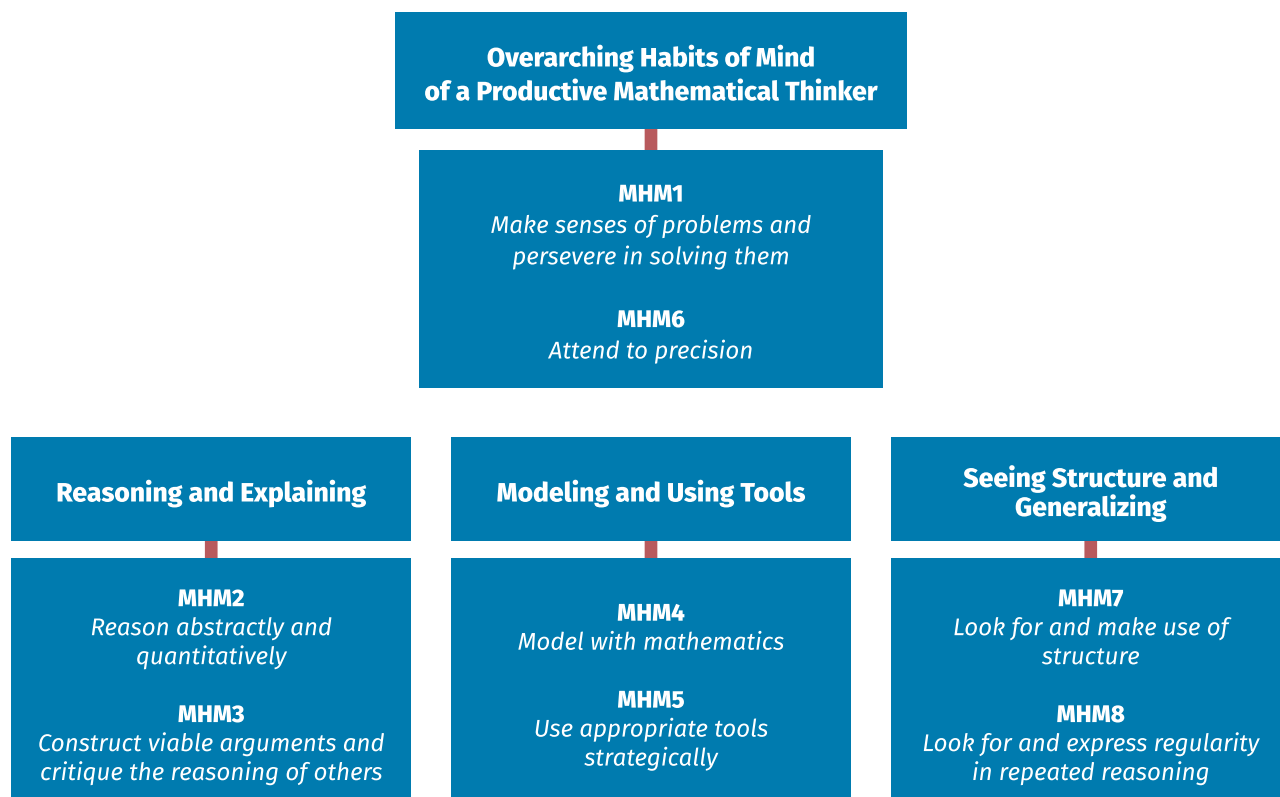 Overarching Habits of Mind
of a Productive Mathematical Thinker
MHM1
Make senses of problems and
persevere in solving them
MHM6
Attend to precision
Reasoning and Explaining
MHM2
Reason abstractly and
quantitatively
MHM3
Construct viable arguments and
critique the reasoning of others
Modeling and Using Tools
MHM4
Model with mathematics
MHM5
Use appropriate tools
strategically
Seeing Structure and
Generalizing
MHM7
Look for and make use of
structure
MHM8
Look for and express regularity
in repeated reasoning